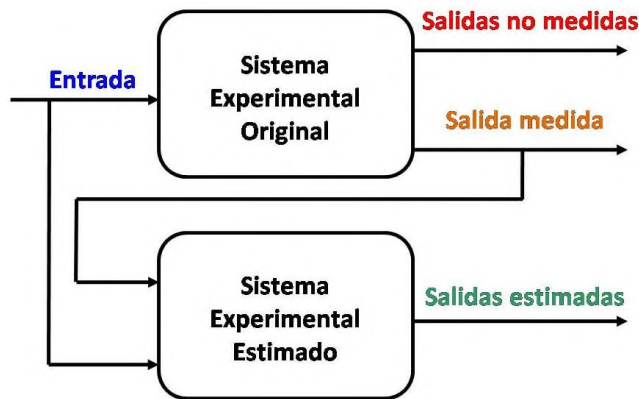 Salidas no medidas
Entrada
Sistema
Experimental
Original
Salida medida
Sistema
Experimental
Estimado
Salidas estimadas